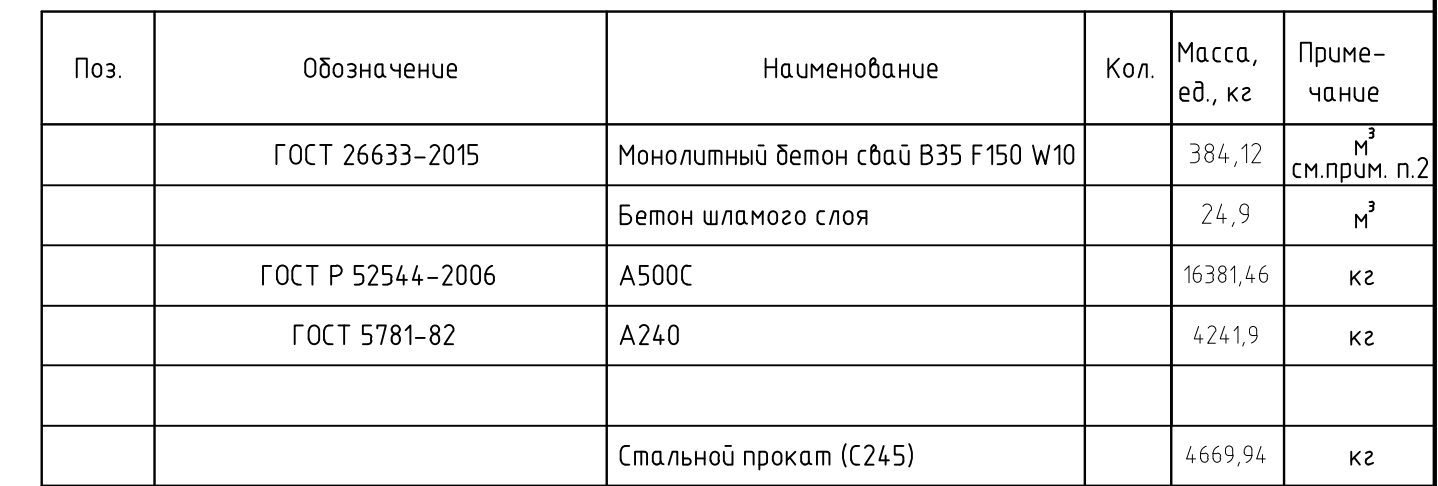 Поз. Обозначение Наименование Кол. Масса, ед., кг Приме-чание
ГОСТ 26633-2015 Монолитный бетон свай В35 F150 W10 384,12 м³ см.прим. п.2
Бетон шламого слоя 24,9 м³
ГОСТ Р 52544-2006 А500С 16381,46 кг
ГОСТ 5781-82 А240 4241,9 кг
Стальной прокат (С245) 4669,94 кг